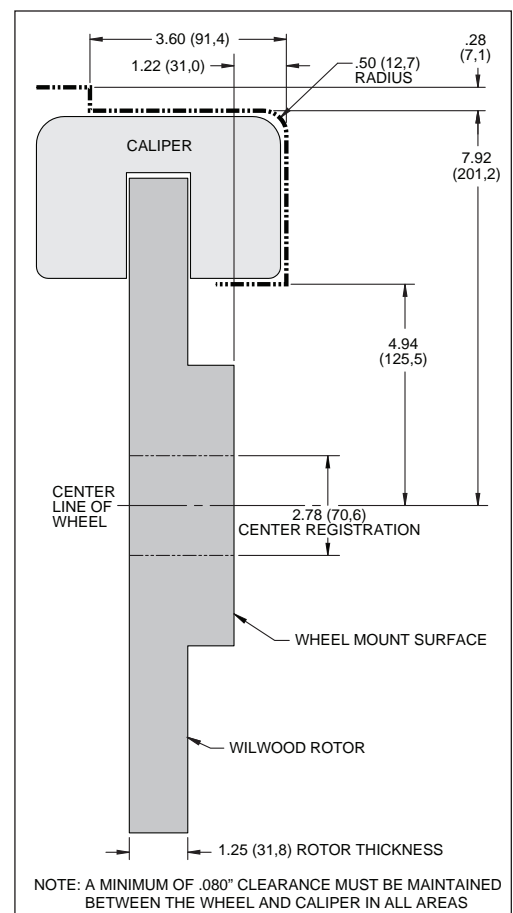 3.60 (91,4)
.28
(7,1)
1.22 (31,0)
.50 (12,7)
RADIUS
CALIPER
7.92
(201,2)
4.94
(125,5)
CENTER
LINE OF
WHEEL
2.78 (70,6)
CENTER REGISTRATION
WHEEL MOUNT SURFACE
WILWOOD ROTOR
1.25 (31,8) ROTOR THICKNESS
NOTE: A MINIMUM OF .080” CLEARANCE MUST BE MAINTAINED
BETWEEN THE WHEEL AND CALIPER IN ALL AREAS